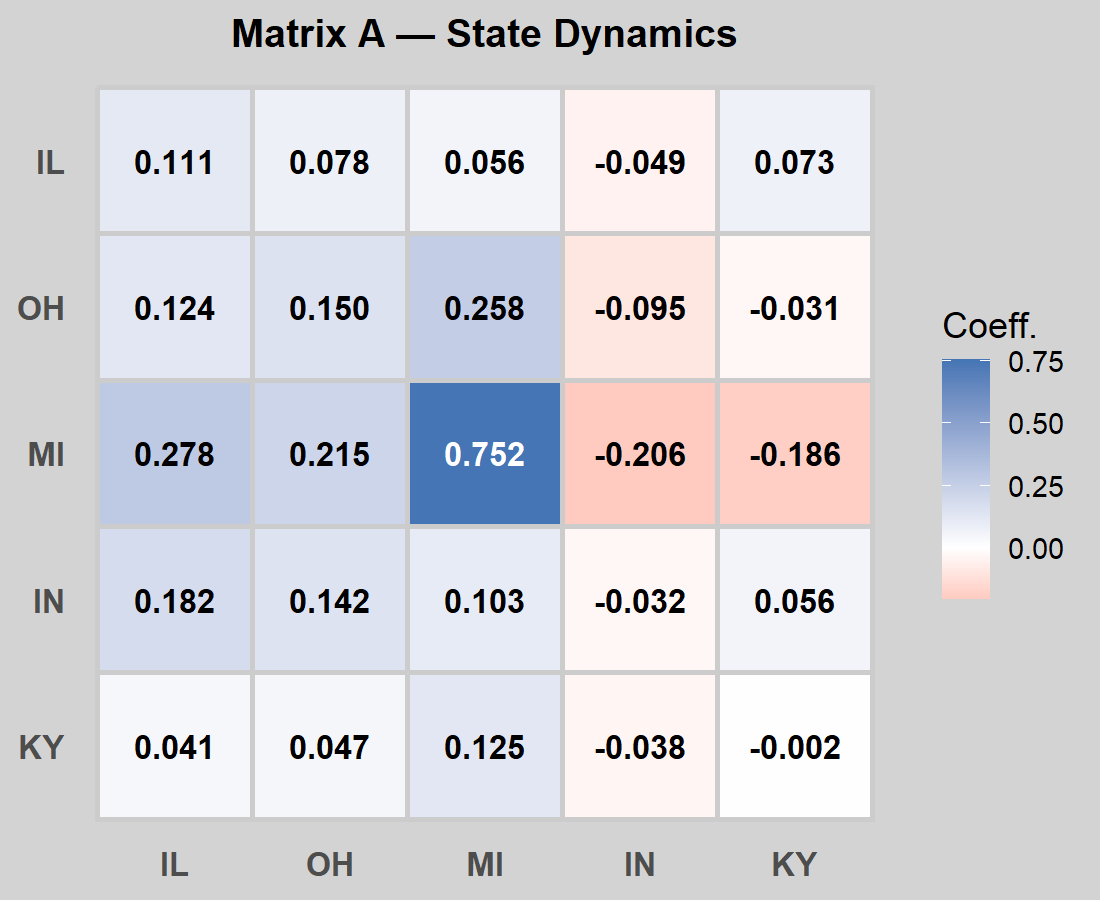 Matrix A — State Dynamics
IL 0.111 0.078 0.056 -0.049 0.073
OH 0.124 0.150 0.258 -0.095 -0.031
MI 0.278 0.215 0.752 -0.206 -0.186
IN 0.182 0.142 0.103 -0.032 0.056
KY 0.041 0.047 0.125 -0.038 -0.002
IL OH MI IN KY
Coeff.
0.75
0.50
0.25
0.00